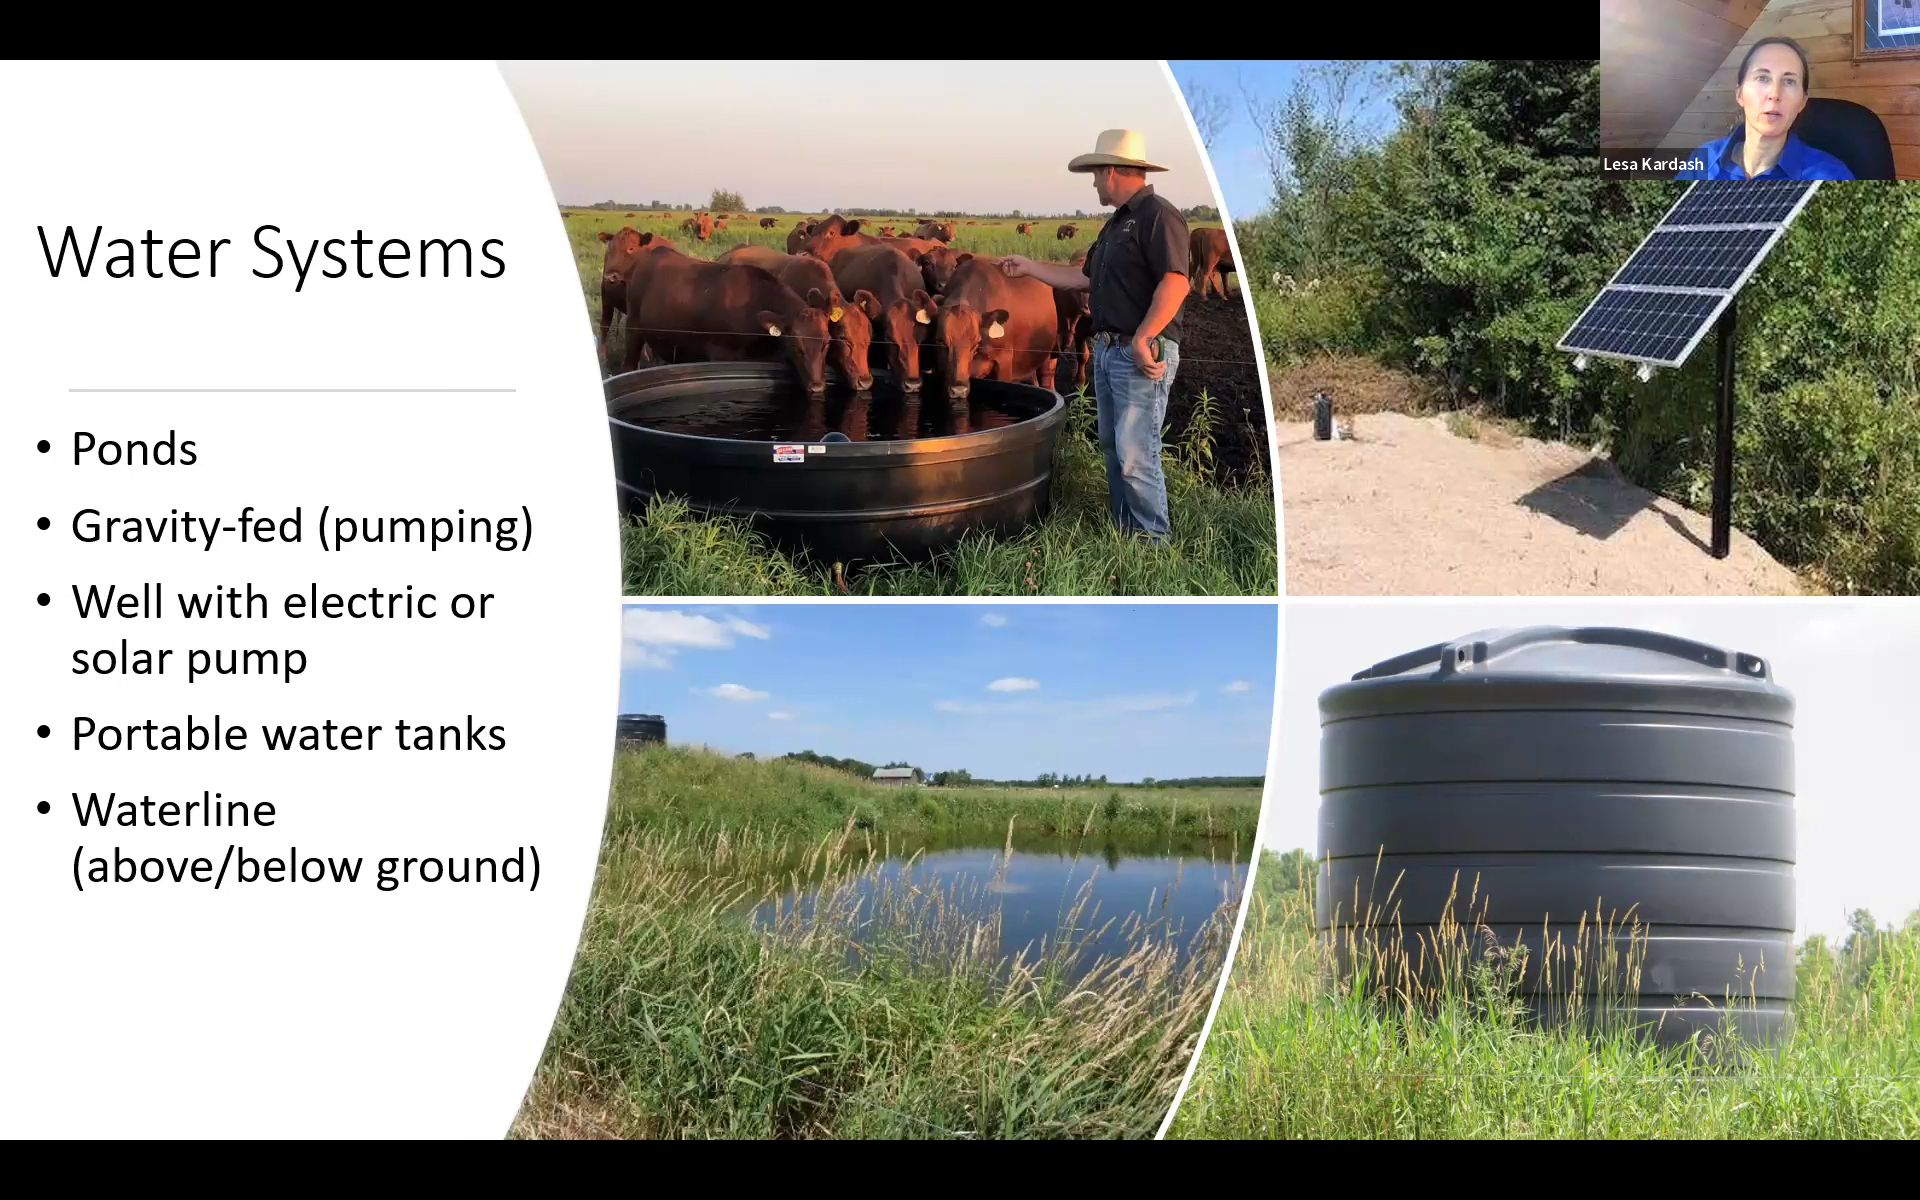 Lesa Kardash
Water Systems
• Ponds
• Gravity-fed (pumping)
• Well with electric or
solar pump
• Portable water tanks
• Waterline
(above/below ground)